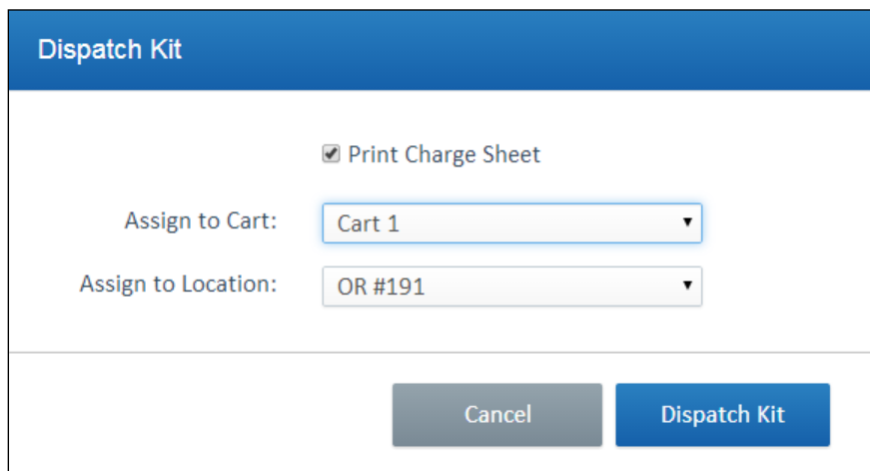 Dispatch Kit
Print Charge Sheet
Assign to Cart: Cart 1
Assign to Location: OR #191
Cancel Dispatch Kit